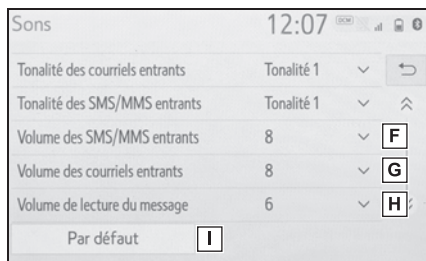 Sons 12:07 DCM
Tonalité des courriels entrants Tonalité 1
Tonalité des SMS/MMS entrants Tonalité 1
Volume des SMS/MMS entrants 8 F
Volume des courriels entrants 8 G
Volume de lecture du message 6 H
Par défaut I